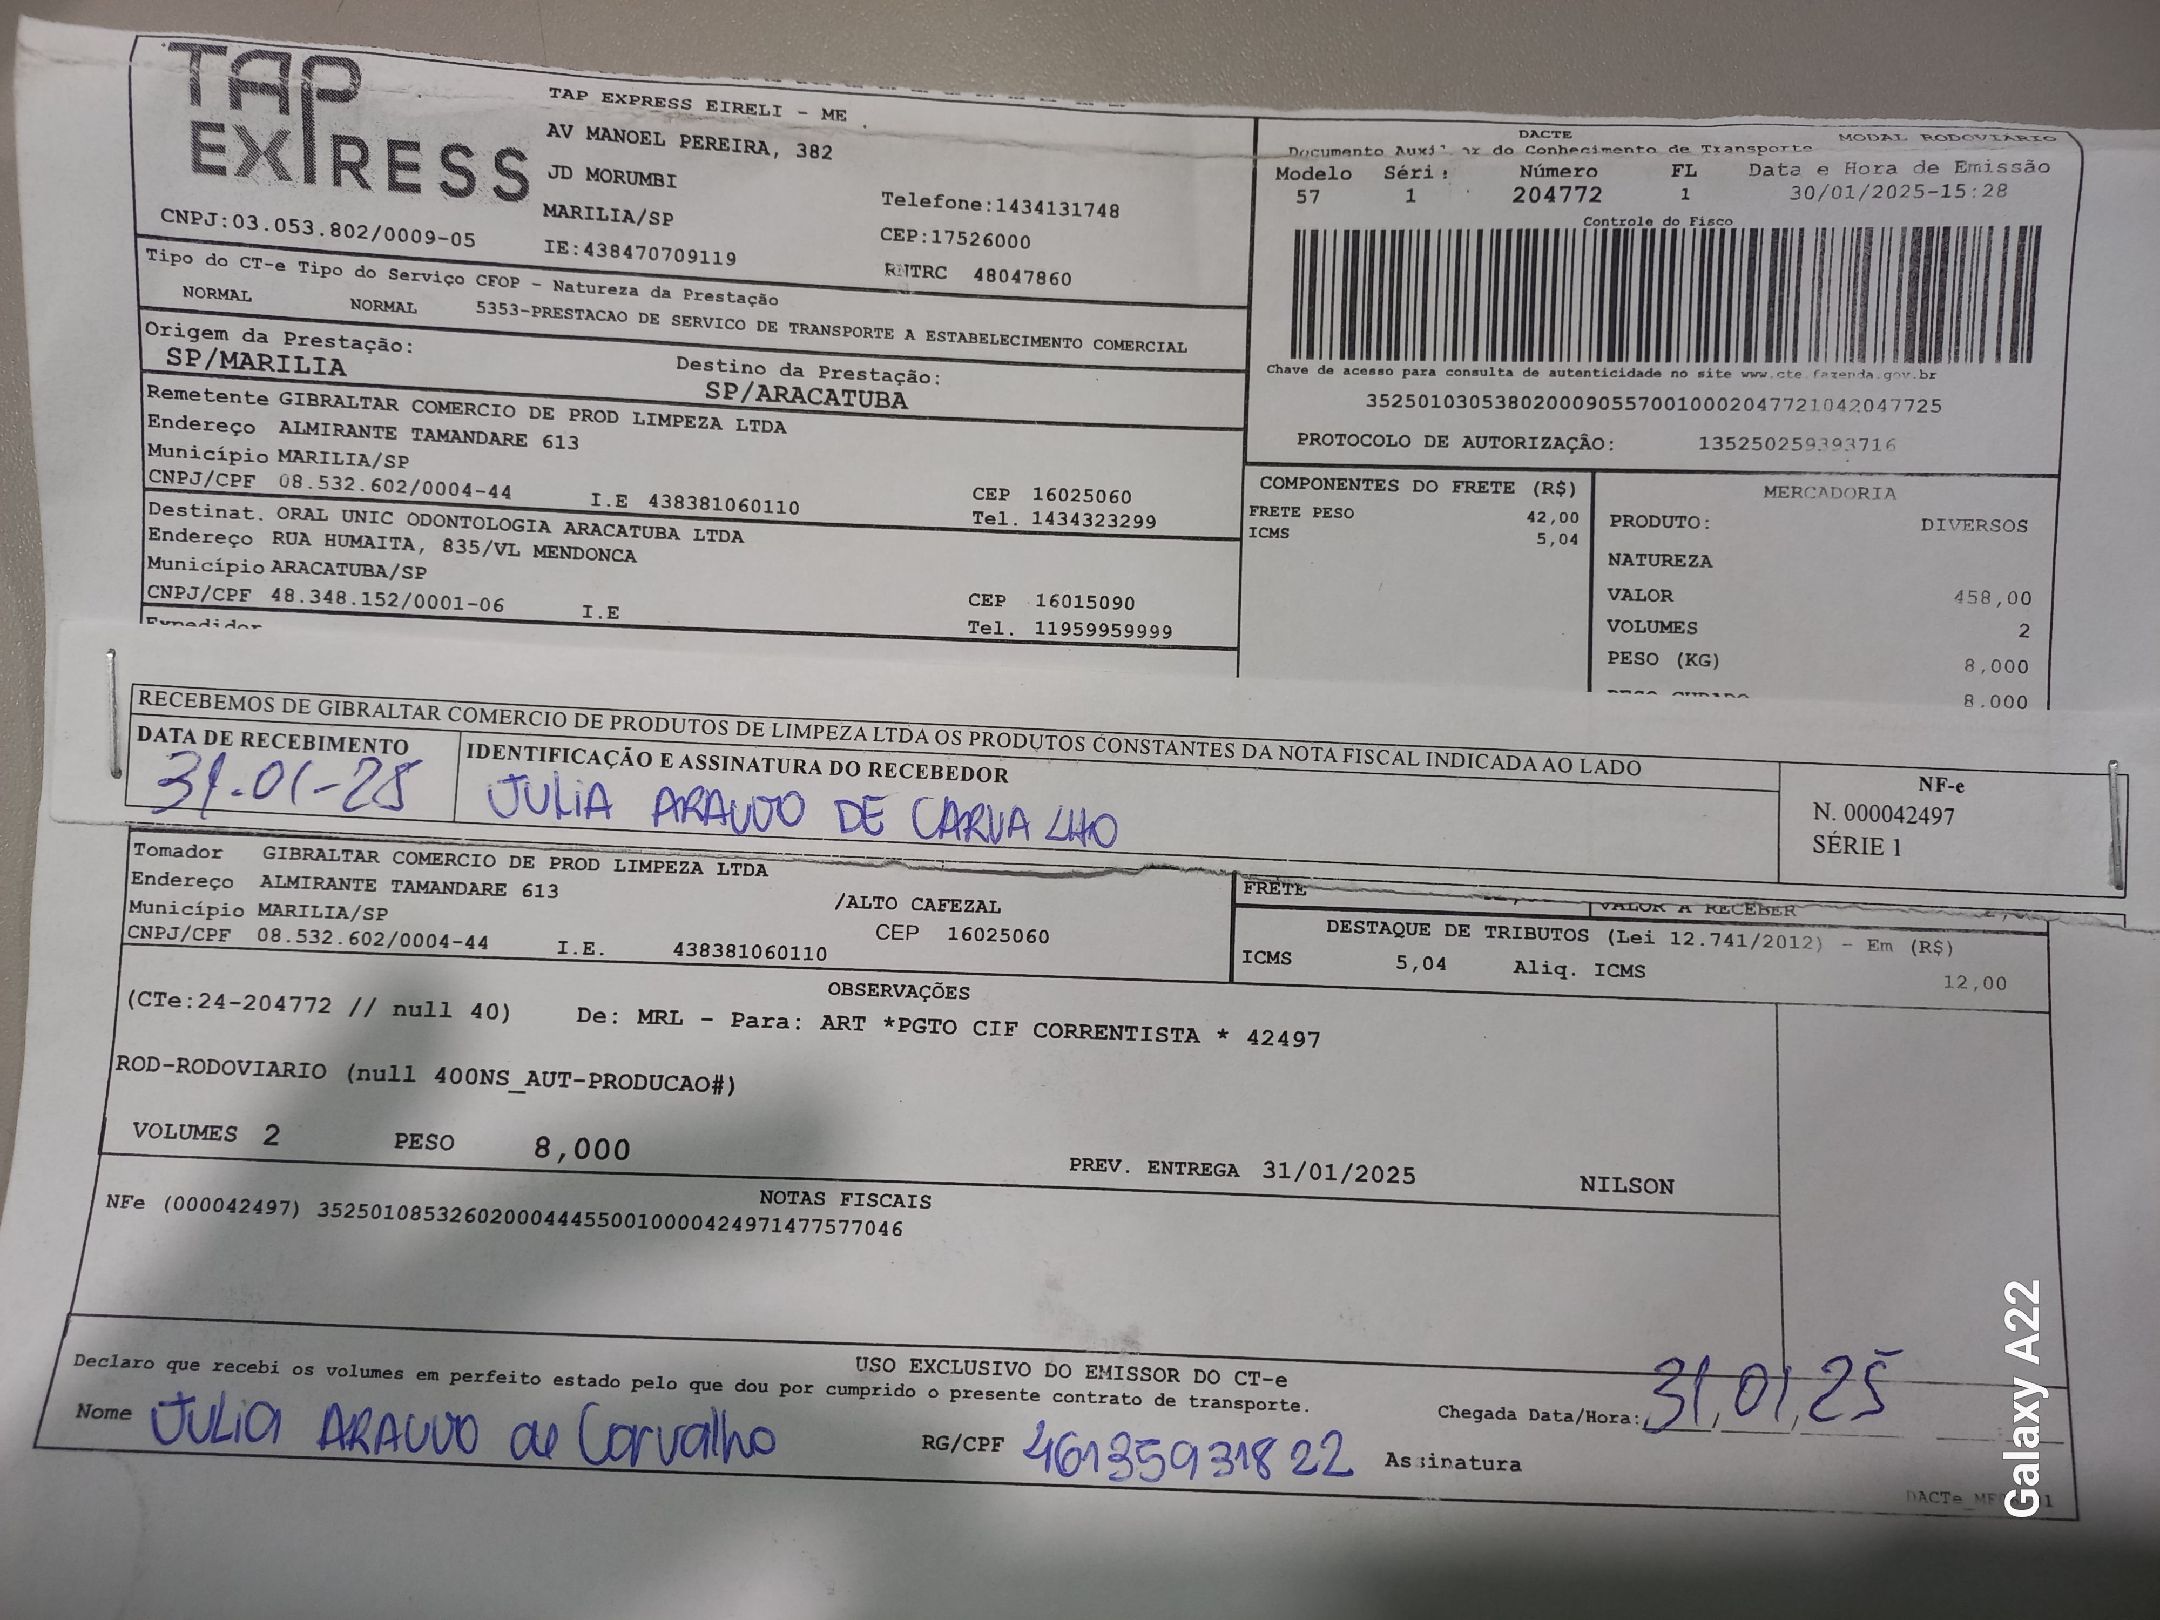 TAP
EXPRESS
CNPJ:03.053.802/0009-05
TAP EXPRESS EIRELI - ME
AV MANOEL PEREIRA, 382
JD MORUMBI
MARILIA/SP
IE:438470709119
Telefone:1434131748
CEP:17526000
RNTRC 48047860
DACTE MODAL RODOVIÁRIO
Documento do Conhecimento de Transporte
Modelo Número FL Data e Hora de Emissão
57 1 204772 1 30/01/2025-15:28
Controle do Fisco
Chave de acesso para consulta de autenticidade no site www.cte.fazenda.gov.br
35250103053802000905570010002047721042047725
PROTOCOLO DE AUTORIZAÇÃO: 135250259393716
Tipo do CT-e Tipo do Serviço CFOP - Natureza da Prestação
NORMAL NORMAL 5353-PRESTACAO DE SERVICO DE TRANSPORTE A ESTABELECIMENTO COMERCIAL
Origem da Prestação: Destino da Prestação:
SP/MARILIA SP/ARACATUBA
Remetente GIBRALTAR COMERCIO DE PROD LIMPEZA LTDA
Endereço ALMIRANTE TAMANDARE 613
Município MARILIA/SP CEP 16025060
CNPJ/CPF 08.532.602/0004-44 I.E 438381060110 Tel. 1434323299
Destinat. ORAL UNIC ODONTOLOGIA ARACATUBA LTDA
Endereço RUA HUMAITA, 835/VL MENDONCA
Município ARACATUBA/SP CEP 16015090
CNPJ/CPF 48.348.152/0001-06 I.E Tel. 11959959999
Expedidor
COMPONENTES DO FRETE (R$)
FRETE PESO 42,00
ICMS 5,04
MERCADORIA
PRODUTO: DIVERSOS
NATUREZA
VALOR 458,00
VOLUMES 2
PESO (KG) 8,000
8.000
RECEBEMOS DE GIBRALTAR COMERCIO DE PRODUTOS DE LIMPEZA LTDA OS PRODUTOS CONSTANTES DA NOTA FISCAL INDICADA AO LADO
DATA DE RECEBIMENTO IDENTIFICAÇÃO E ASSINATURA DO RECEBEDOR
31-01-25 JULIA ARAUJO DE CARVALHO
NF-e
N. 000042497
SÉRIE 1
Tomador GIBRALTAR COMERCIO DE PROD LIMPEZA LTDA
Endereço ALMIRANTE TAMANDARE 613 /ALTO CAFEZAL
Município MARILIA/SP CEP 16025060
CNPJ/CPF 08.532.602/0004-44 I.E. 438381060110
FRETE VALOR A RECEBER
DESTAQUE DE TRIBUTOS (Lei 12.741/2012) - Em (R$)
ICMS 5,04 Aliq. ICMS 12,00
OBSERVAÇÕES
(CTe:24-204772 // null 40) De: MRL - Para: ART *PGTO CIF CORRENTISTA * 42497
ROD-RODOVIARIO (null 400NS_AUT-PRODUCAO#)
VOLUMES 2 PESO 8,000 PREV. ENTREGA 31/01/2025 NILSON
NOTAS FISCAIS
NFe (000042497) 35250108532602000444550010000424971477577046
USO EXCLUSIVO DO EMISSOR DO CT-e
Declaro que recebi os volumes em perfeito estado pelo que dou por cumprido o presente contrato de transporte.
Chegada Data/Hora: 31,01,25
Nome JULIA ARAUJO de Carvalho RG/CPF 46135931822 Assinatura
Galaxy A22